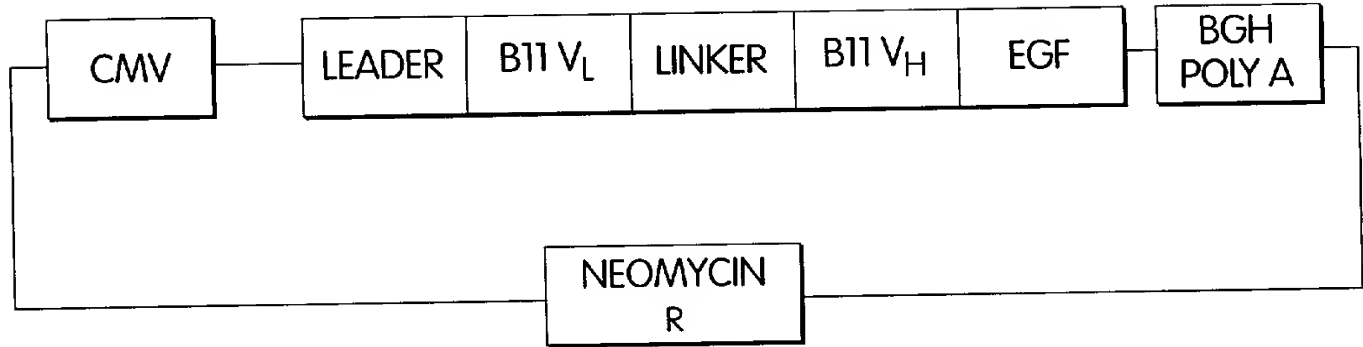 CMV
LEADER
B11 VL
LINKER
B11 VH
EGF
BGH
POLY A
NEOMYCIN
R